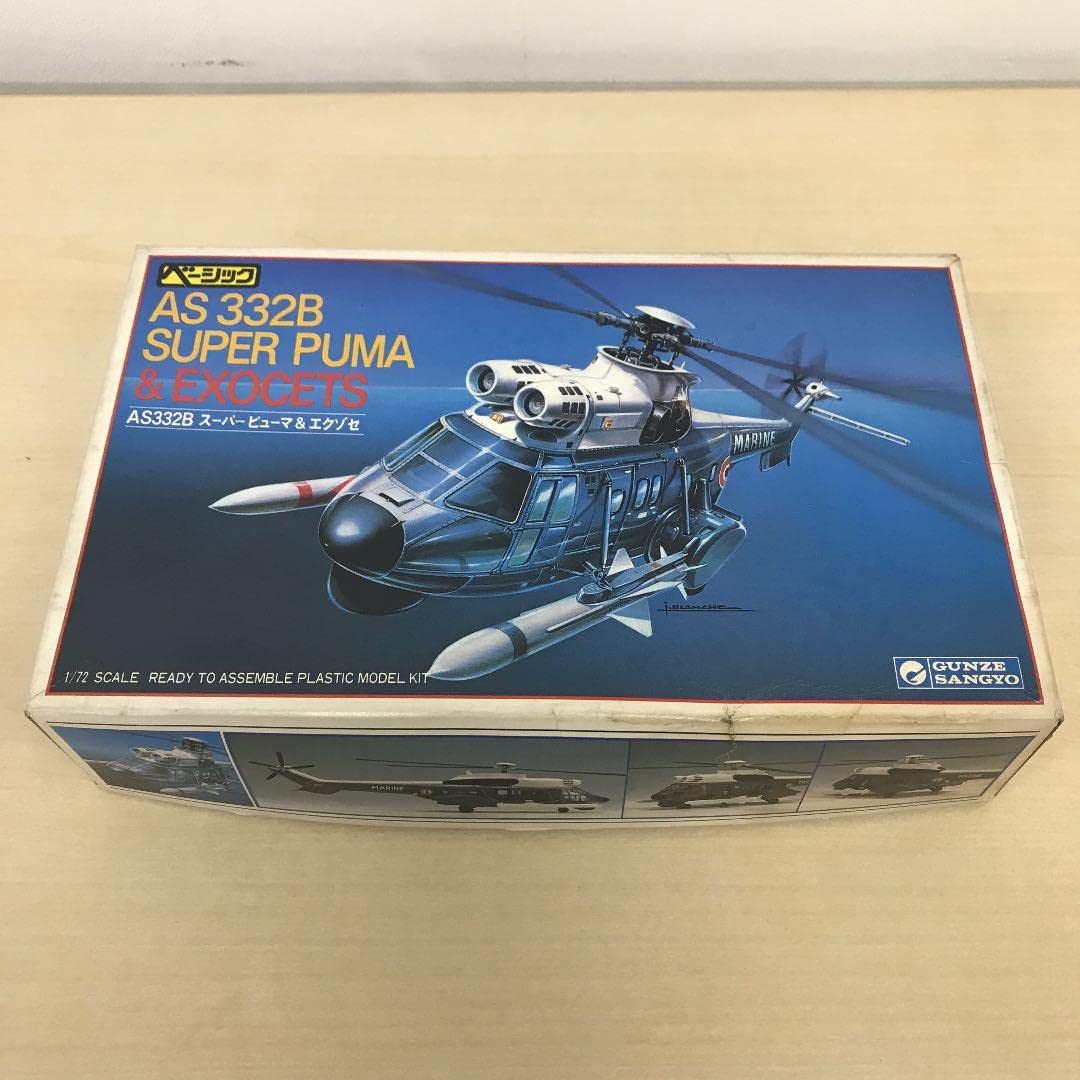 ベーシック
AS 332B
SUPER PUMA
& EXOCETS
AS332B スーパーピューマ&エクゾセ
MARINE
J.BLANCHE
1/72 SCALE READY TO ASSEMBLE PLASTIC MODEL KIT
GUNZE
SANGYO
MARINE